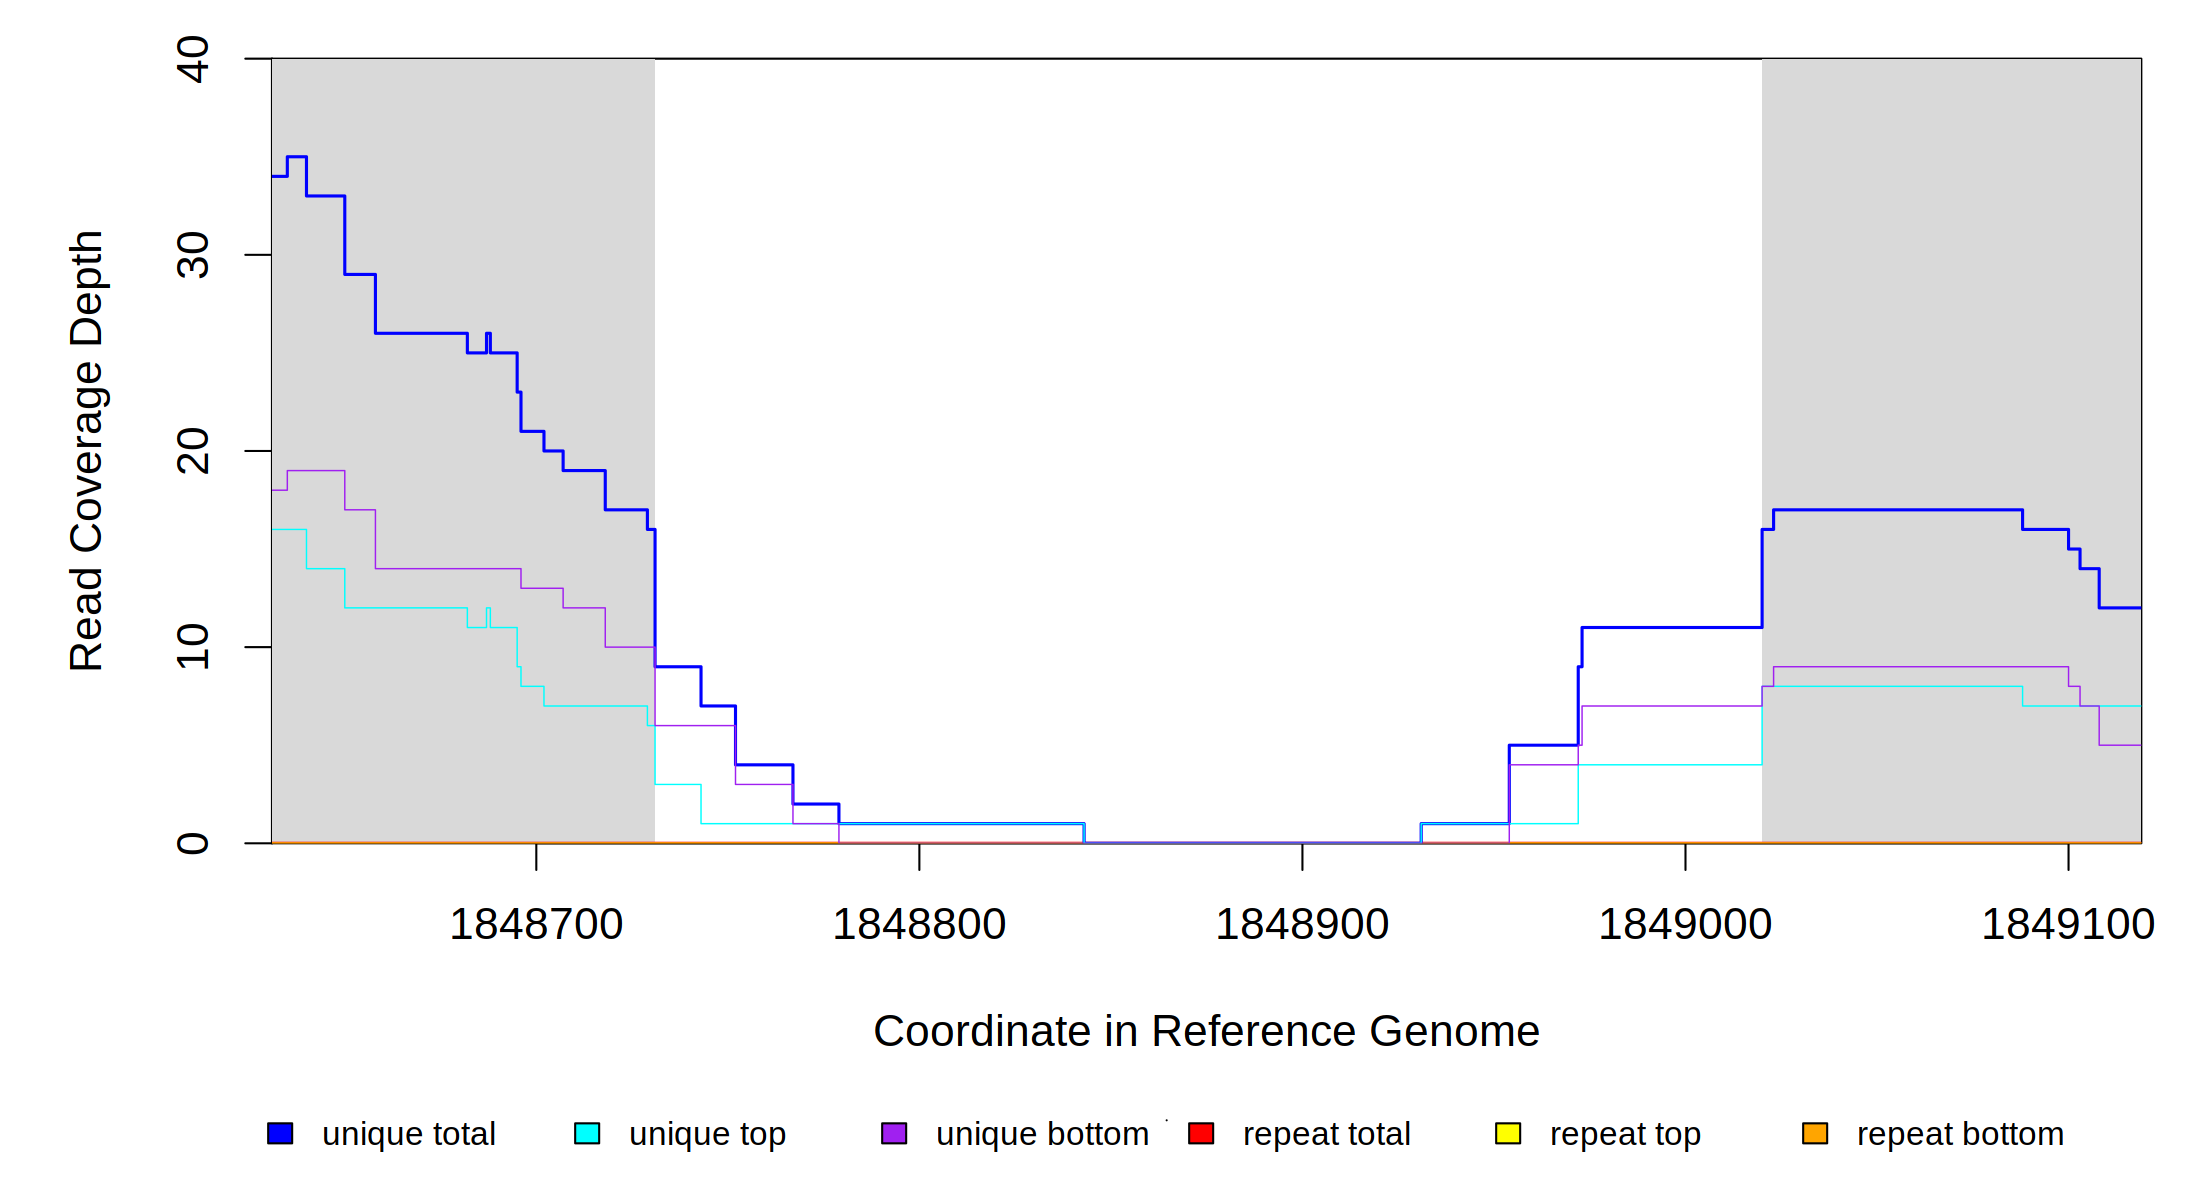 40
30
20
10
0
Read Coverage Depth
1848700 1848800 1848900 1849000 1849100
Coordinate in Reference Genome
unique total unique top unique bottom repeat total repeat top repeat bottom